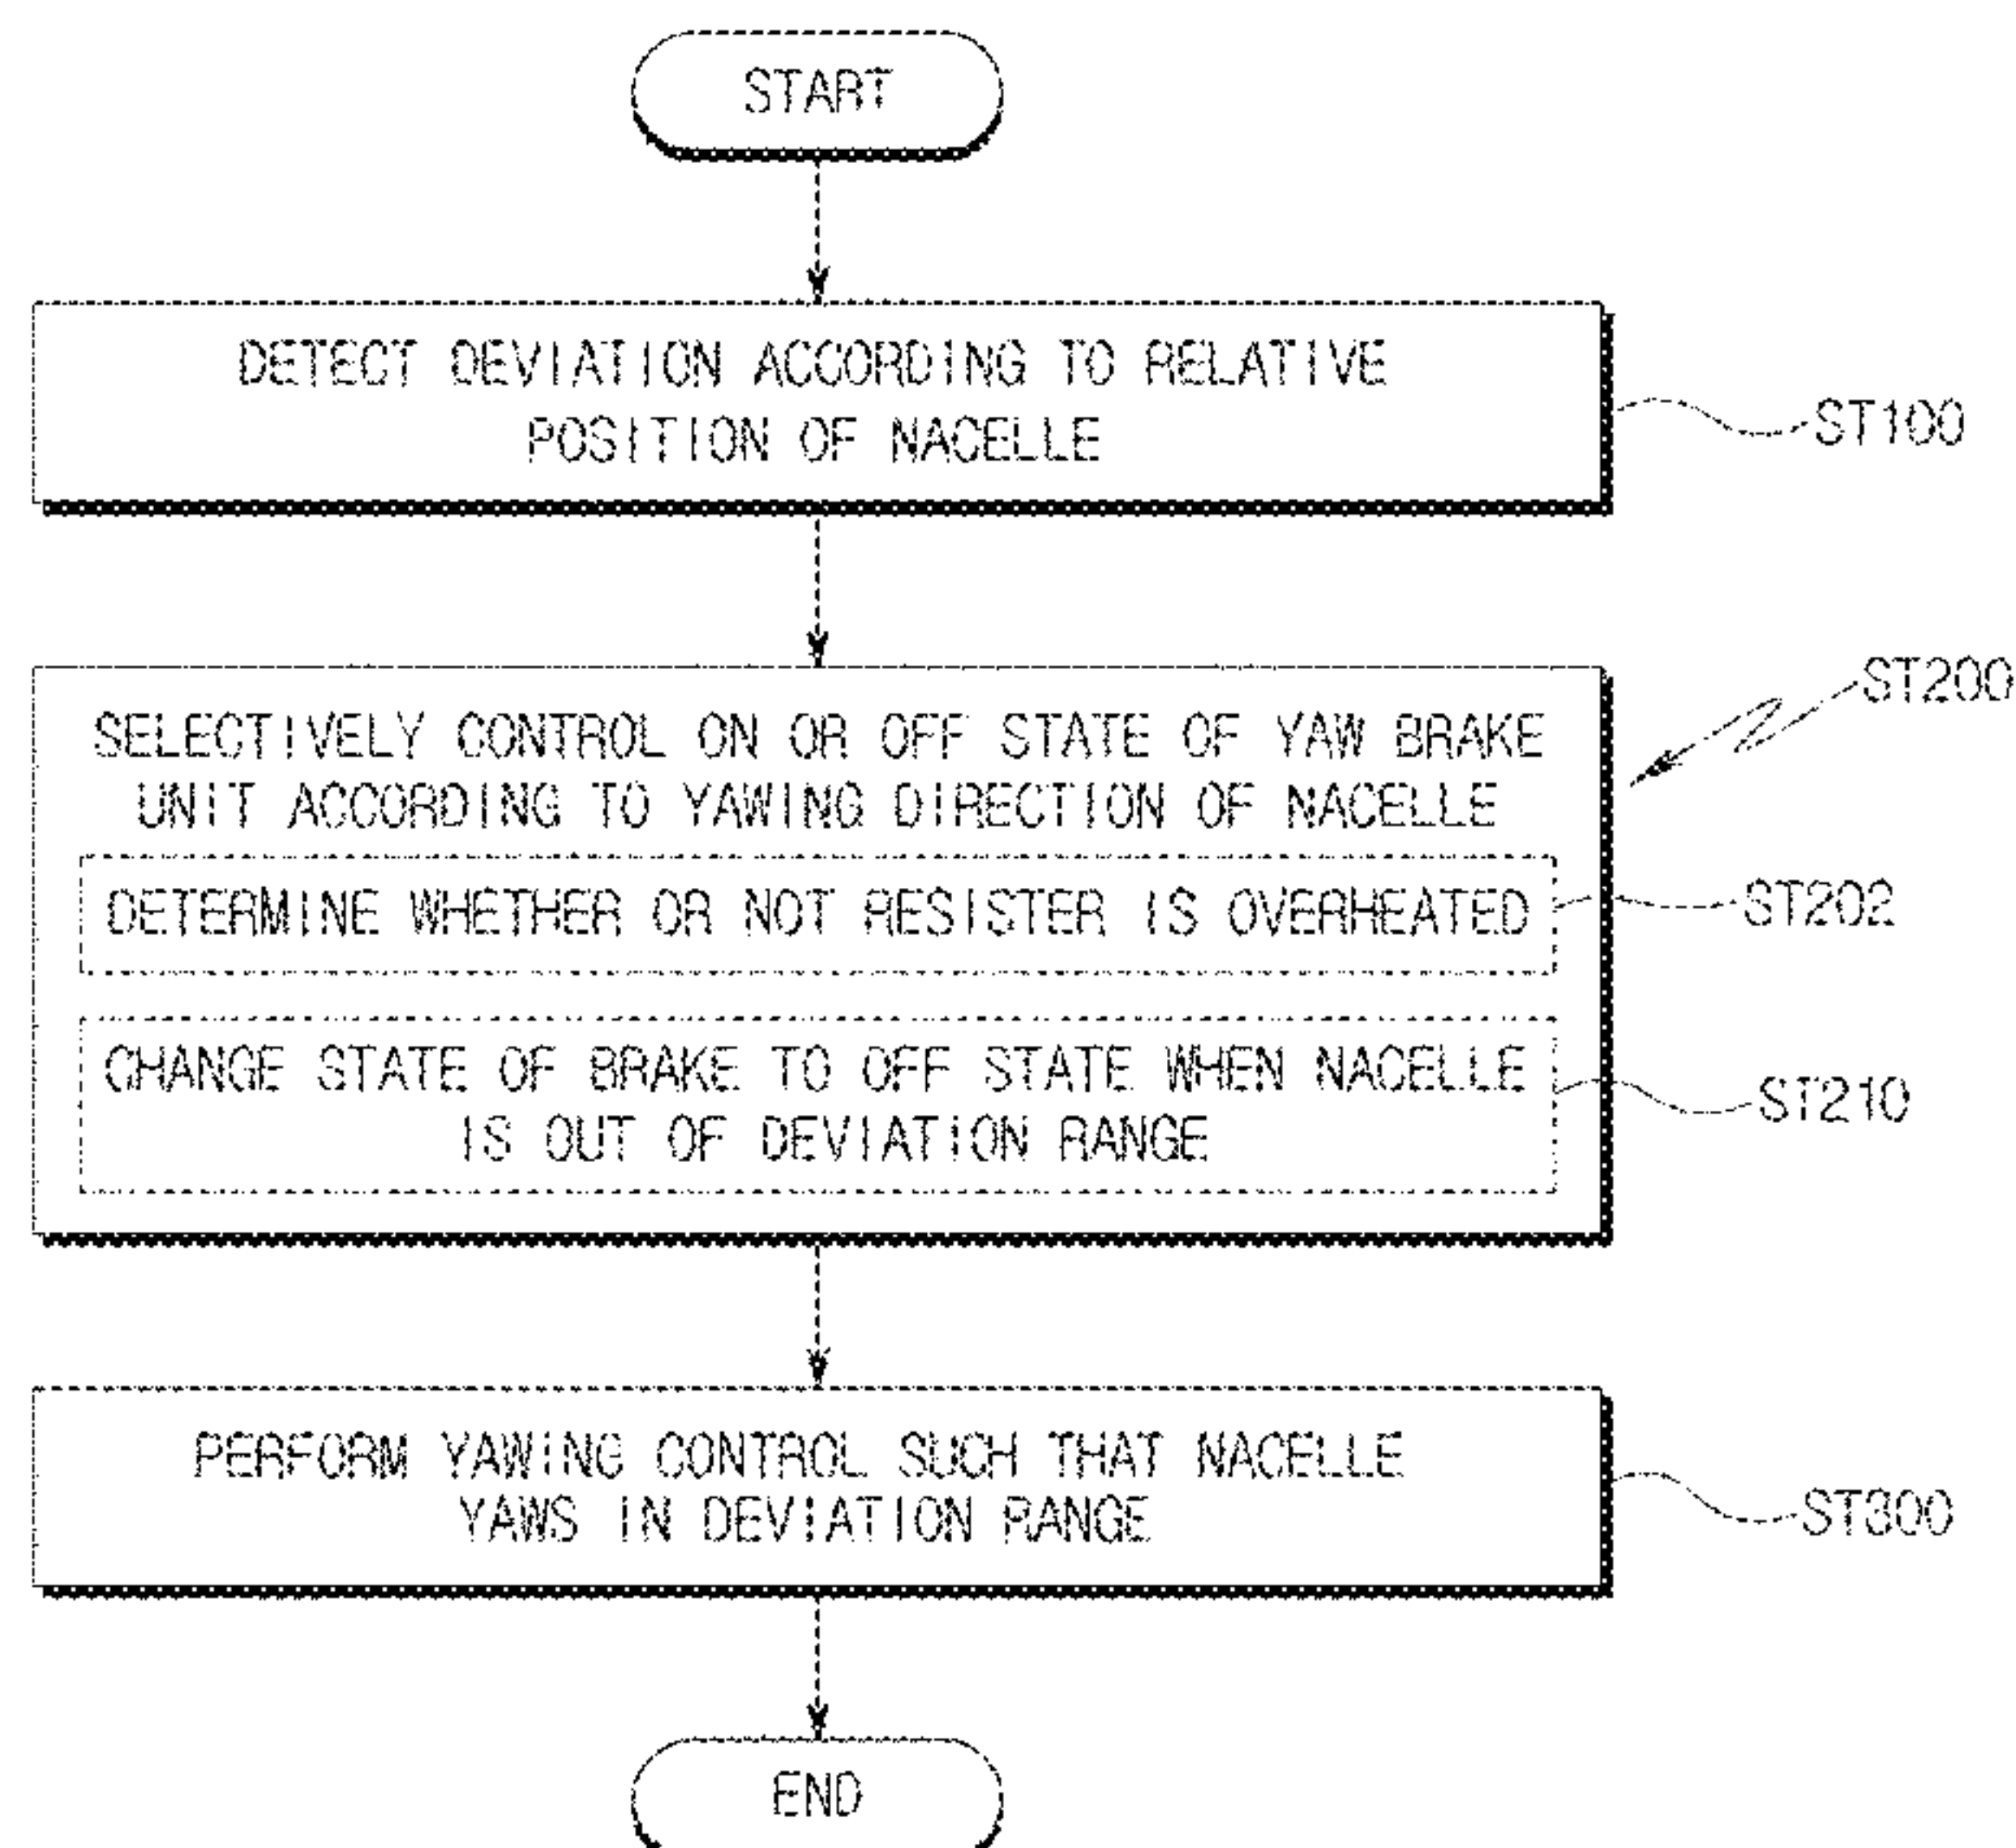 START
DETECT DEVIATION ACCORDING TO RELATIVE
POSITION OF NACELLE
ST100
SELECTIVELY CONTROL ON OR OFF STATE OF YAW BRAKE
UNIT ACCORDING TO YAWING DIRECTION OF NACELLE
ST200
DETERMINE WHETHER OR NOT RESISTER IS OVERHEATED
ST202
CHANGE STATE OF BRAKE TO OFF STATE WHEN NACELLE
IS OUT OF DEVIATION RANGE
ST210
PERFORM YAWING CONTROL SUCH THAT NACELLE
YAWS IN DEVIATION RANGE
ST300
END